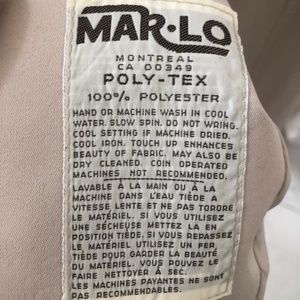 MAR·LO
MONTREAL
CA 00349
POLY-TEX
100% POLYESTER
HAND OR MACHINE WASH IN COOL
WATER. SLOW SPIN. DO NOT WRING.
COOL SETTING IF MACHINE DRIED.
COOL IRON. TOUCH UP ENHANCES
BEAUTY OF FABRIC. MAY ALSO BE
DRY CLEANED. COIN OPERATED
MACHINES NOT RECOMMENDED.
LAVABLE À LA MAIN OU À LA
MACHINE DANS L'EAU TIÈDE A
VITESSE LENTE ET NE PAS TORDRE
LE MATÉRIEL. SI VOUS UTILISEZ
UNE SÉCHEUSE METTEZ LA EN
POSITION TIÈDE. SI VOUS REPASSEZ
LE MATÉRIEL UTILISEZ UN FER
TIÈDE POUR GARDER LA BEAUTÉ
DU MATÉRIEL. VOUS POUVEZ LE
FAIRE NETTOYER À SEC.
LES MACHINES PAYANTES NE SONT
PAS RECOMMENDABLES.